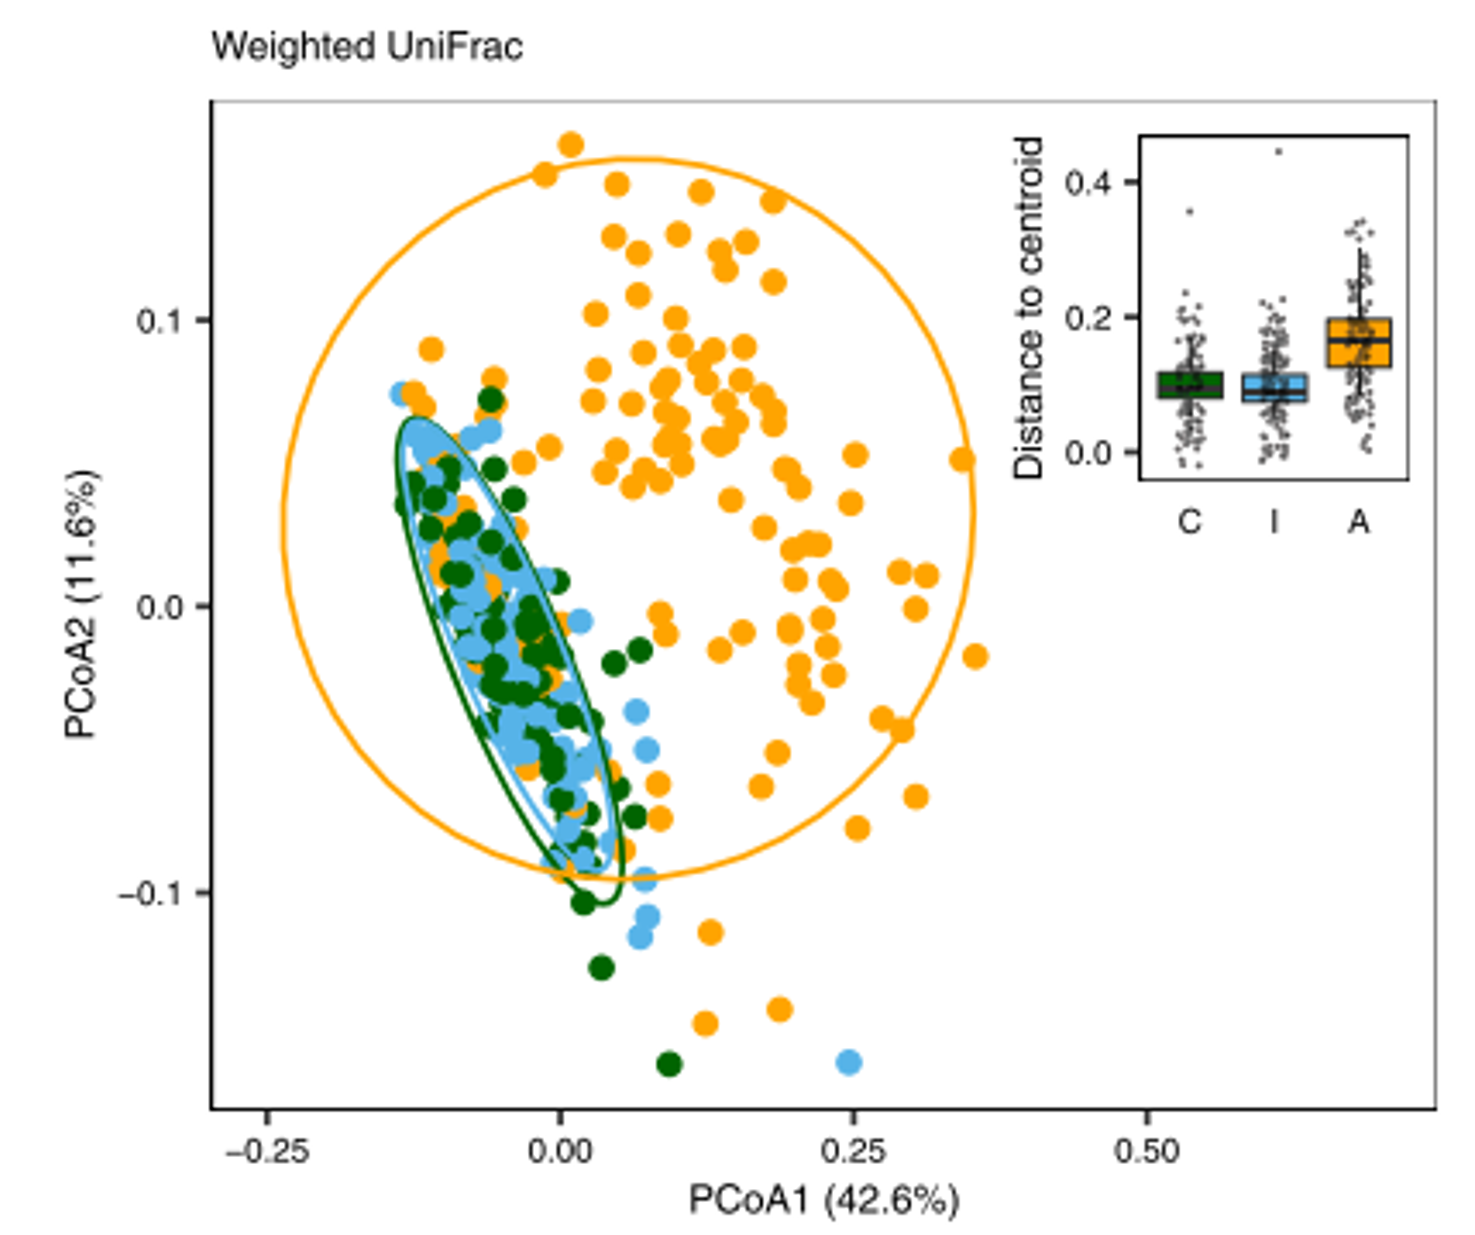 Weighted UniFrac
Distance to centroid
0.4
0.2
0.0
C I A
PCoA2 (11.6%)
0.1
0.0
−0.1
−0.25 0.00 0.25 0.50
PCoA1 (42.6%)